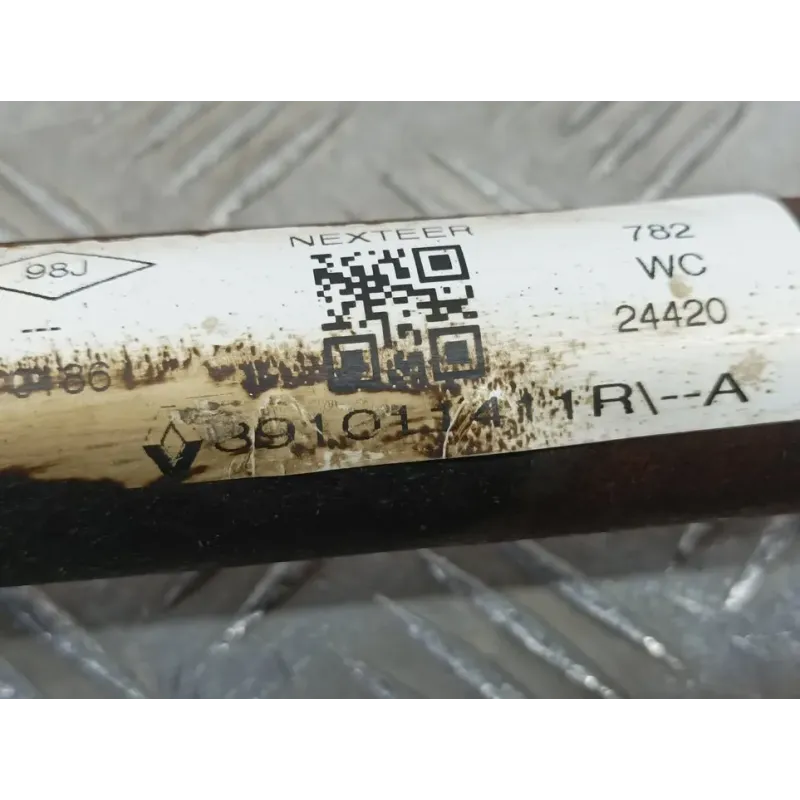 98J
NEXTEER
782
WC
24420
---
391011411R\--A